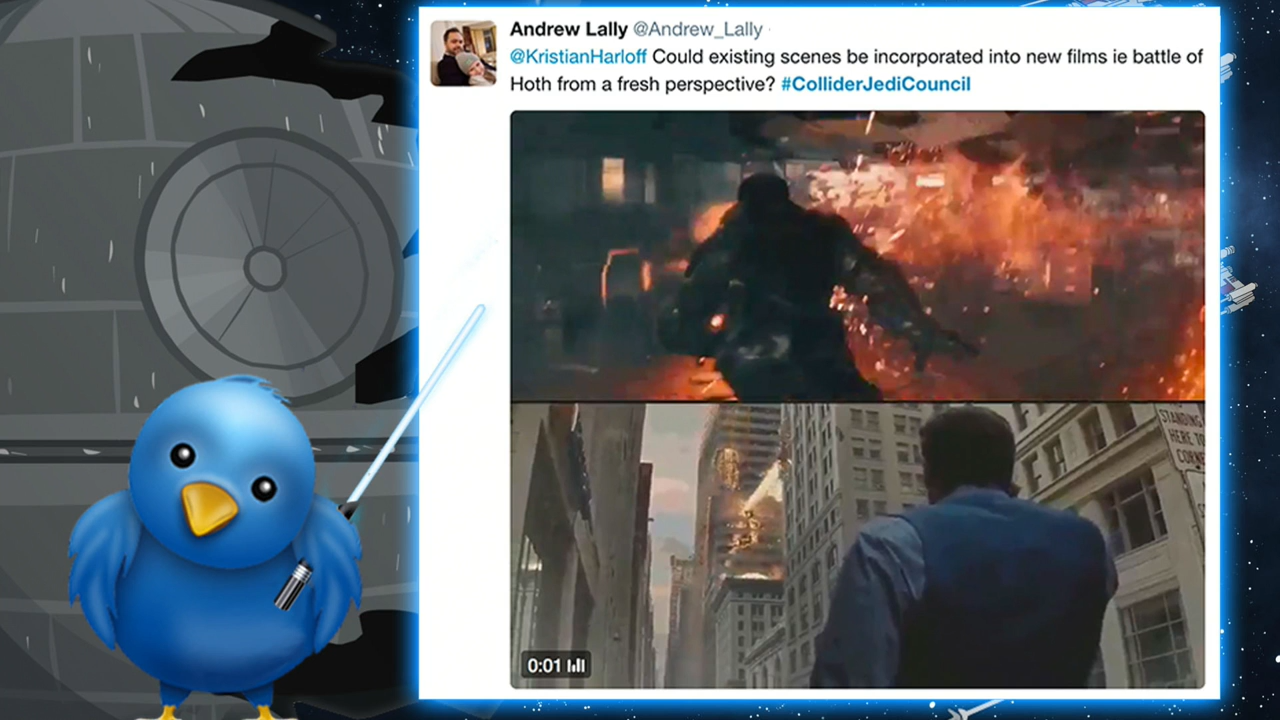 Andrew Lally @Andrew_Lally
@KristianHarloff Could existing scenes be incorporated into new films ie battle of
Hoth from a fresh perspective? #ColliderJediCouncil
STANDING
HERE TO
CORNE
0:01